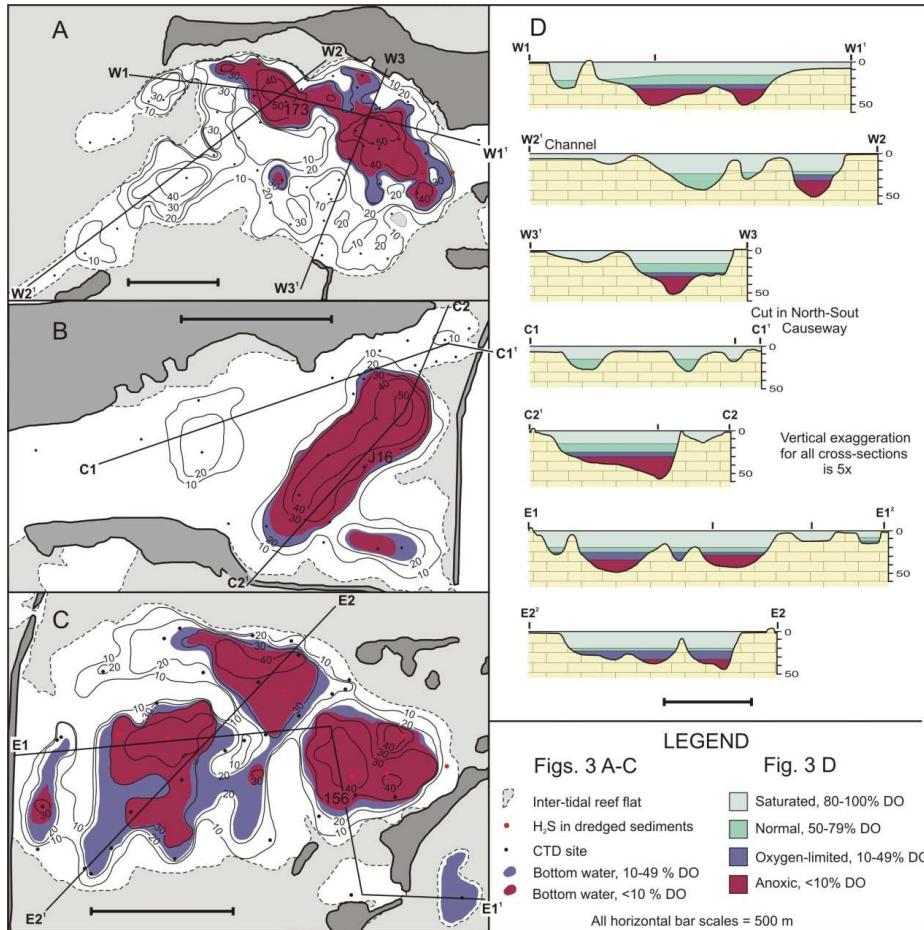 A
W1
W2
W3
30
20
10
40
50
173
20
10
30
50
40
30
40
W1¹
40
30
20
10
20
30
20
30
20
10
W2¹
W3¹
B
C2
10
C1¹
10
20
30
40
50
J16
10
20
C1
40
30
20
10
20
10
C2¹
C
E2
10
20
30
40
20
10
30
20
10
30
40
E1
10
20
30
20
30
40
156
20
10
30
10
20
E2¹
E1¹
D
W1
W1¹
0
50
W2¹
Channel
W2
0
50
W3¹
W3
0
50
Cut in North-Sout
Causeway
C1
C1¹
0
50
C2¹
C2
0
50
Vertical exaggeration
for all cross-sections
is 5x
E1
E1²
0
50
E2²
E2
0
50
LEGEND
Figs. 3 A-C
Inter-tidal reef flat
H₂S in dredged sediments
CTD site
Bottom water, 10-49 % DO
Bottom water, <10 % DO
Fig. 3 D
Saturated, 80-100% DO
Normal, 50-79% DO
Oxygen-limited, 10-49% DO
Anoxic, <10% DO
All horizontal bar scales = 500 m